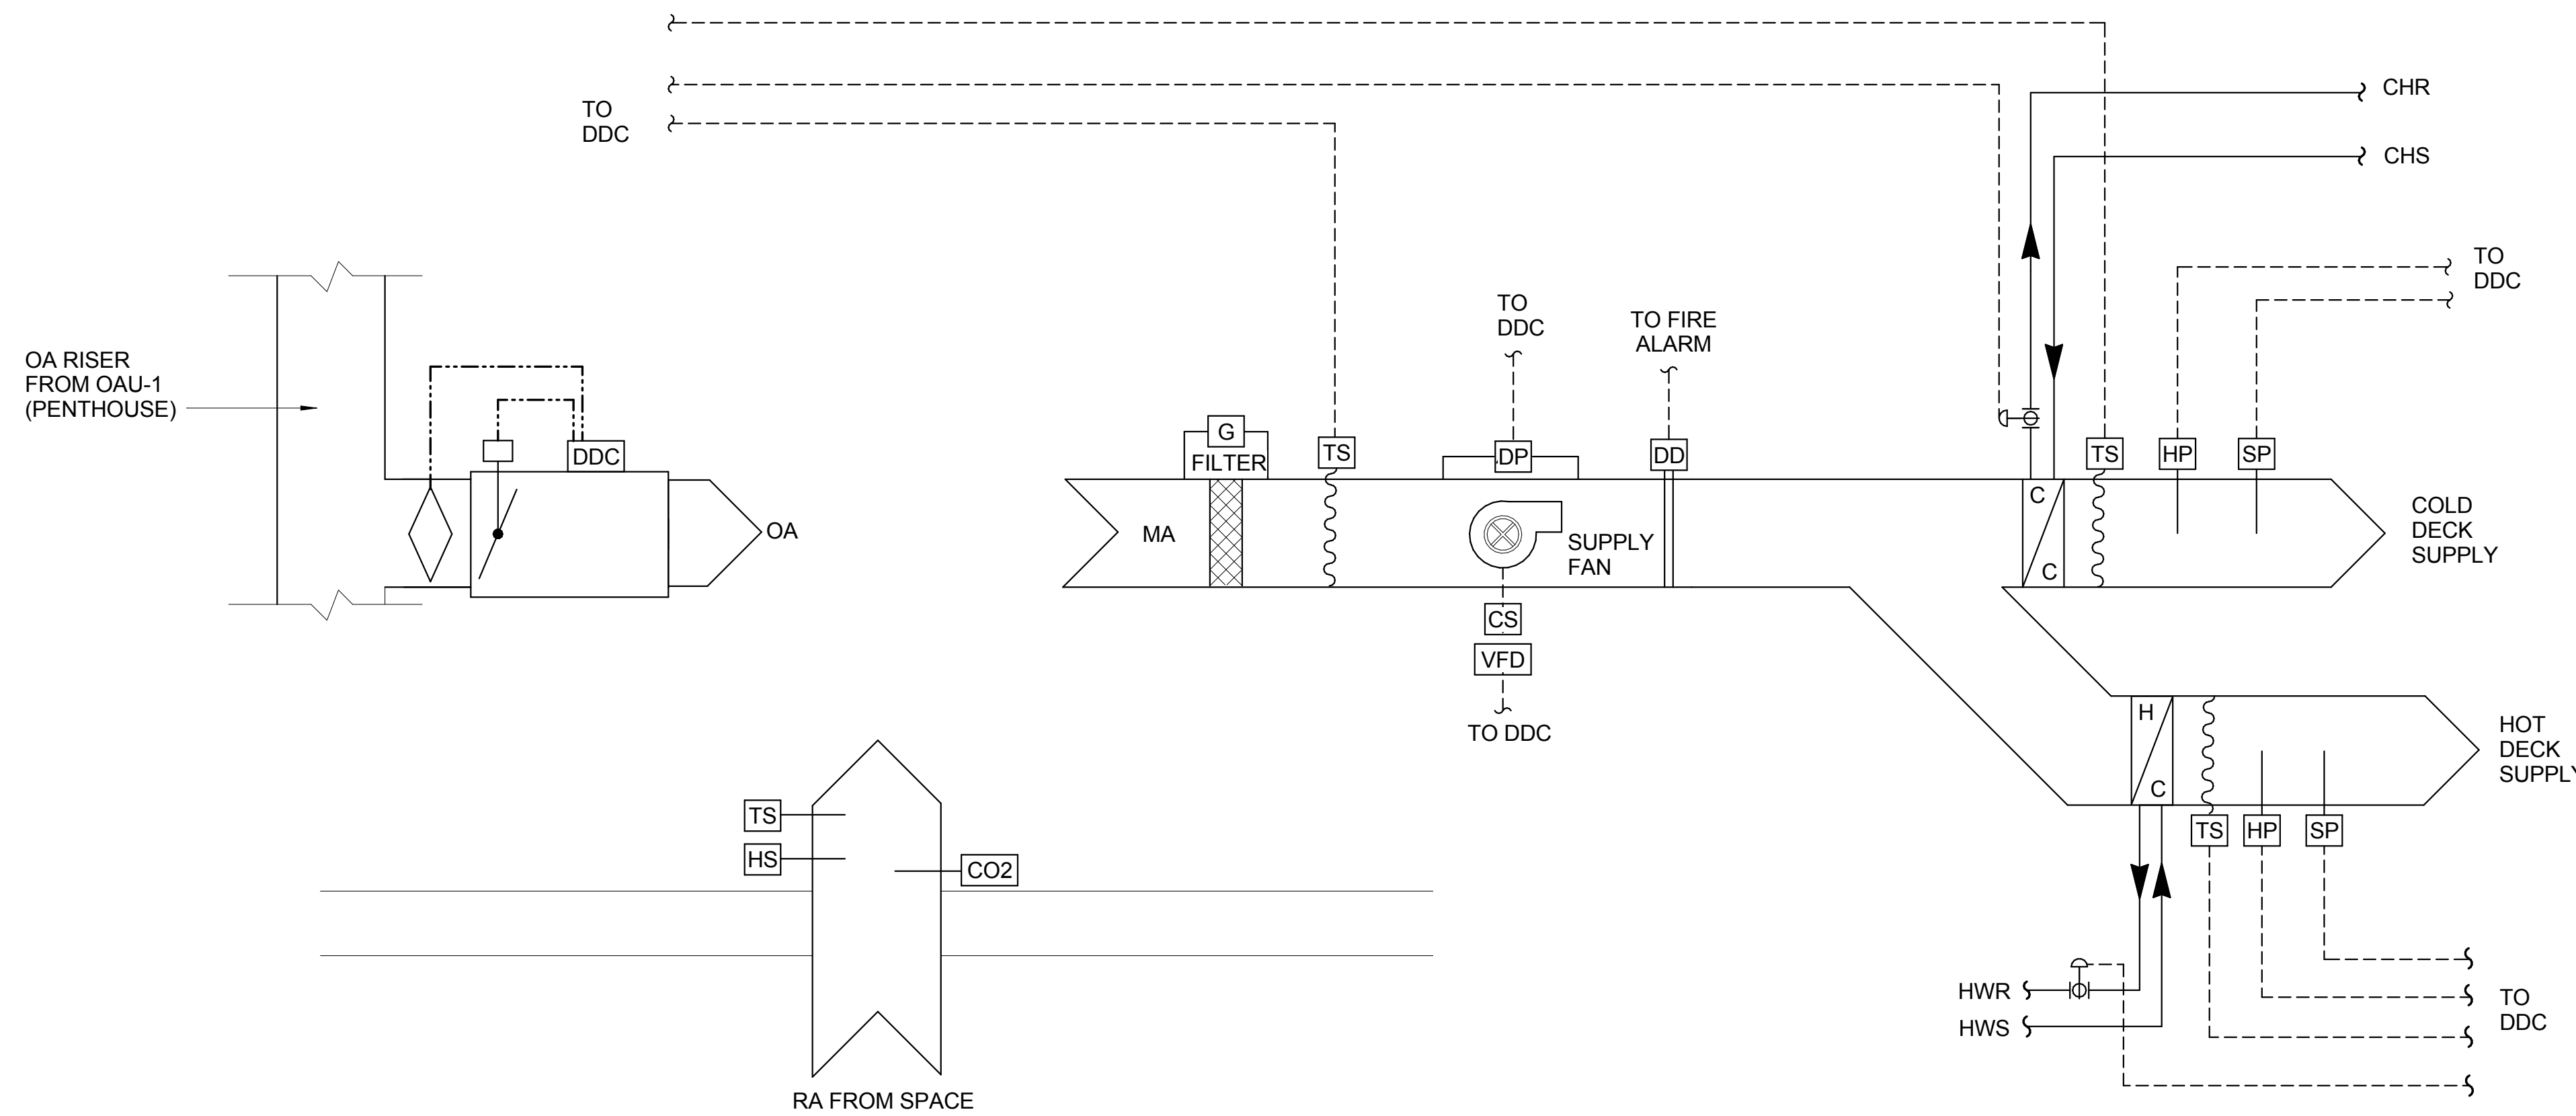 TO
DDC
CHR
CHS
TO
DDC
TO
DDC
TO FIRE
ALARM
OA RISER
FROM OAU-1
(PENTHOUSE)
DDC
G
FILTER
TS
DP
DD
TS
HP
SP
OA
MA
SUPPLY
FAN
C
C
COLD
DECK
SUPPLY
CS
VFD
TO DDC
H
C
HOT
DECK
SUPPLY
TS
HS
CO2
TS
HP
SP
HWR
HWS
TO
DDC
RA FROM SPACE